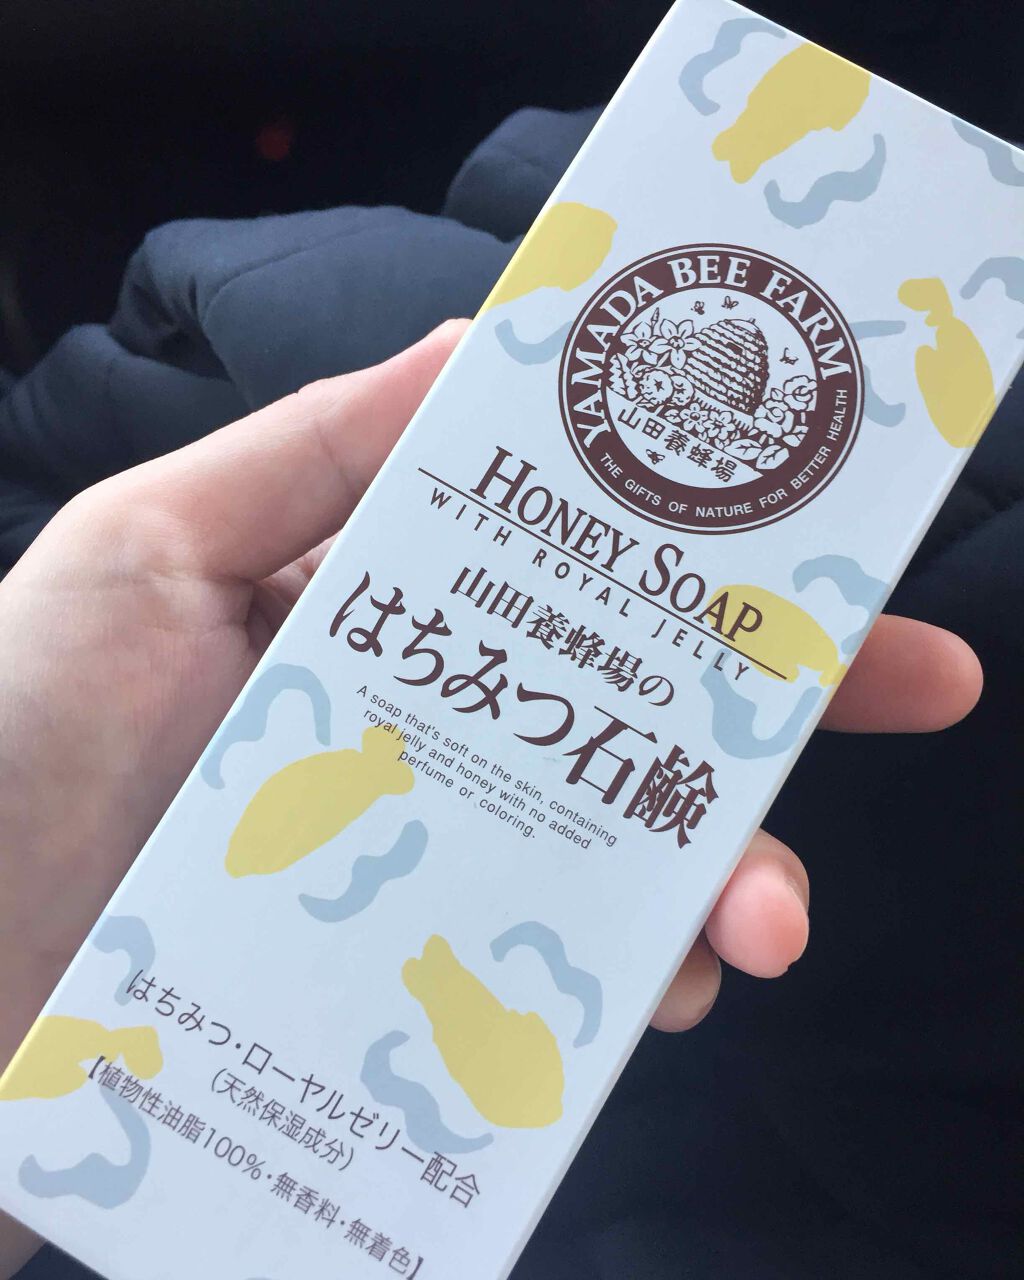 YAMADA BEE FARM
山田養蜂場
THE GIFTS OF NATURE FOR BETTER HEALTH
HONEY SOAP
WITH ROYAL JELLY
山田養蜂場の
はちみつ石鹸
A soap that's soft on the skin, containing
royal jelly and honey with no added
perfume or coloring.
はちみつ・ローヤルゼリー配合
(天然保湿成分)
【植物性油脂100%・無香料・無着色】